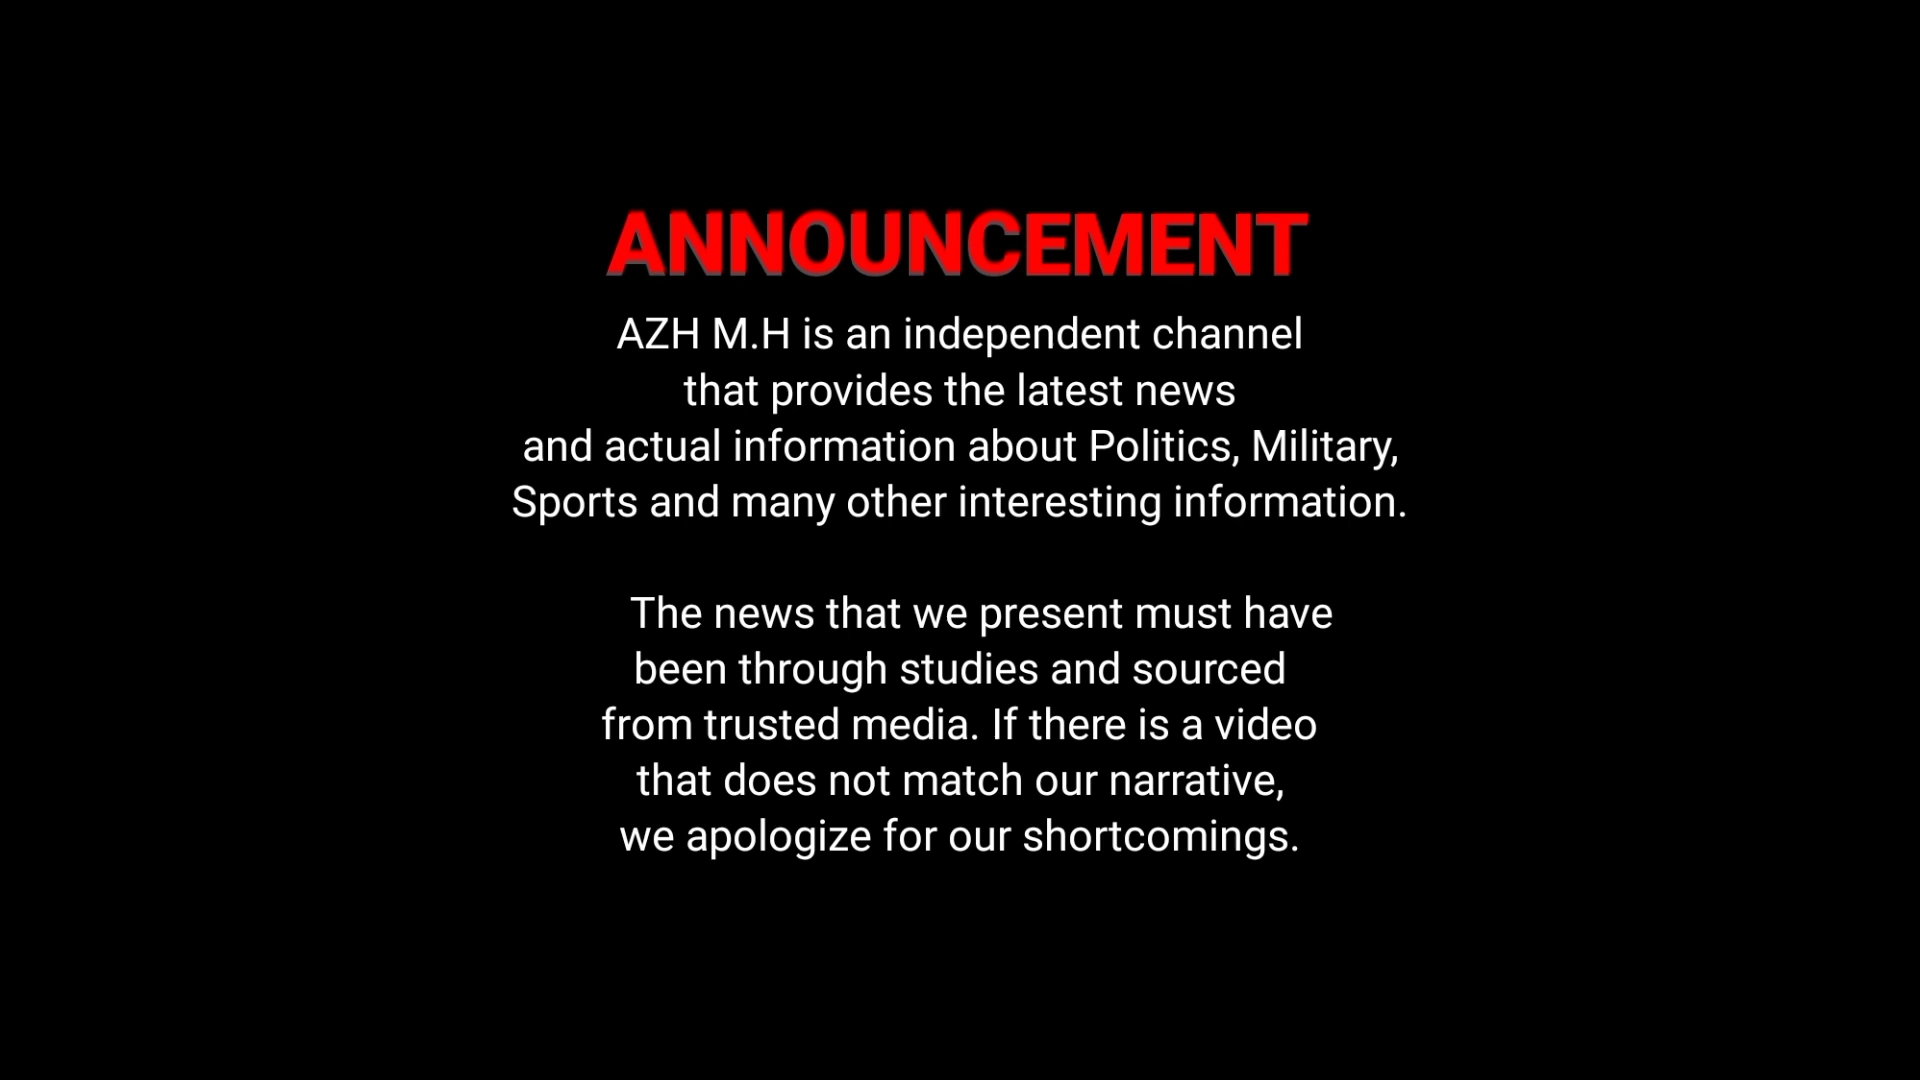 ANNOUNCEMENT
AZH M.H is an independent channel
that provides the latest news
and actual information about Politics, Military,
Sports and many other interesting information.
The news that we present must have
been through studies and sourced
from trusted media. If there is a video
that does not match our narrative,
we apologize for our shortcomings.